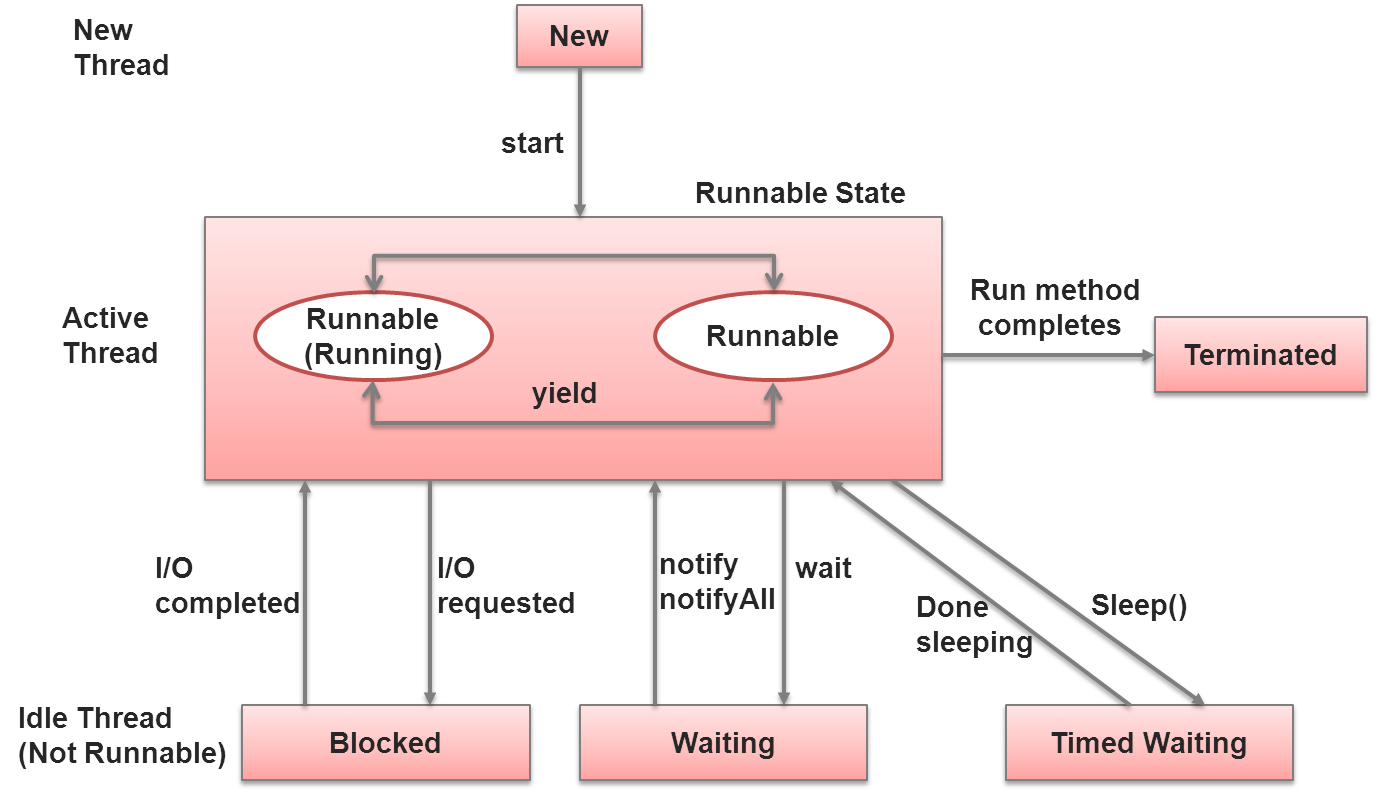 New
Thread
New
start
Runnable State
Active
Thread
Runnable
(Running)
Runnable
yield
Run method
completes
Terminated
I/O
completed
I/O
requested
notify
notifyAll
wait
Done
sleeping
Sleep()
Idle Thread
(Not Runnable)
Blocked
Waiting
Timed Waiting